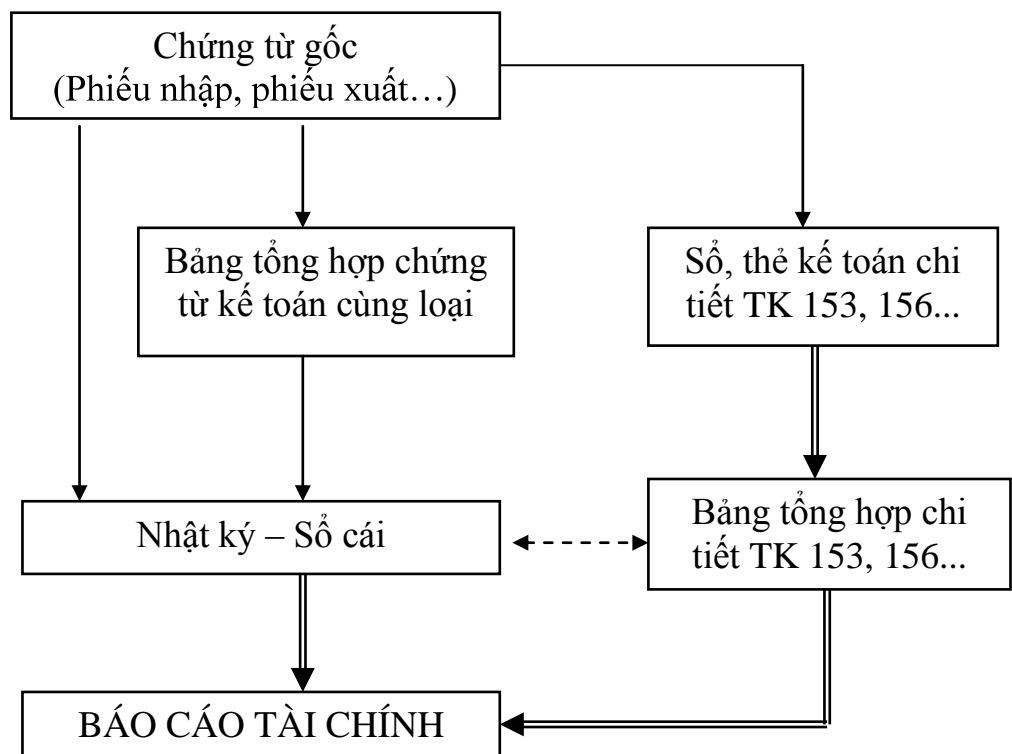 Chứng từ gốc
(Phiếu nhập, phiếu xuất…)
Bảng tổng hợp chứng
từ kế toán cùng loại
Sổ, thẻ kế toán chi
tiết TK 153, 156...
Nhật ký – Sổ cái
Bảng tổng hợp chi
tiết TK 153, 156...
BÁO CÁO TÀI CHÍNH